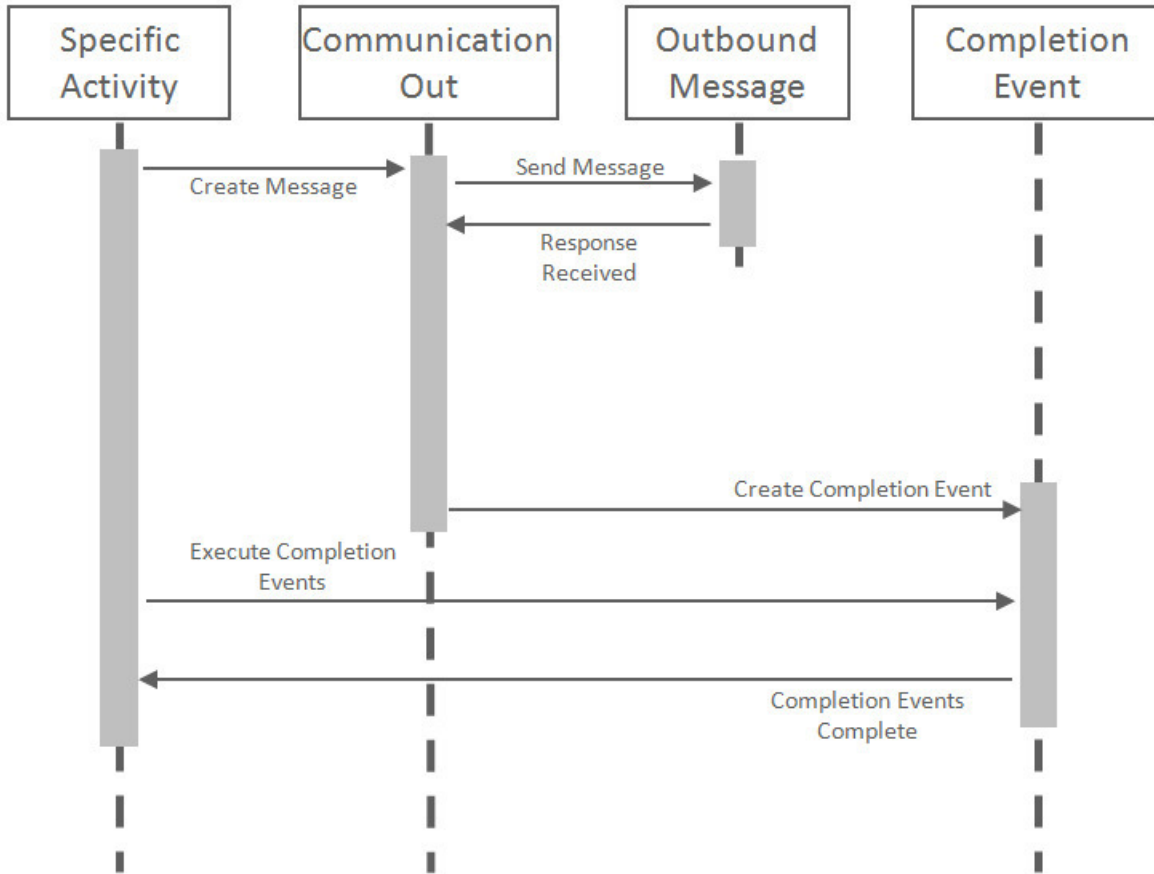 Specific
Activity
Communication
Out
Outbound
Message
Completion
Event
Create Message
Send Message
Response
Received
Create Completion Event
Execute Completion
Events
Completion Events
Complete